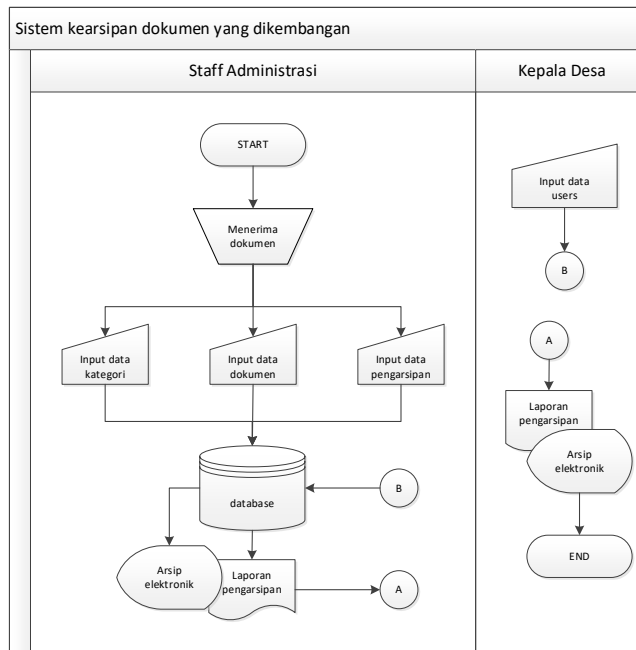 Sistem kearsipan dokumen yang dikembangan
Staff Administrasi
Kepala Desa
START
Menerima
dokumen
Input data
kategori
Input data
dokumen
Input data
pengarsipan
database
B
Arsip
elektronik
Laporan
pengarsipan
A
Input data
users
B
A
Laporan
pengarsipan
Arsip
elektronik
END